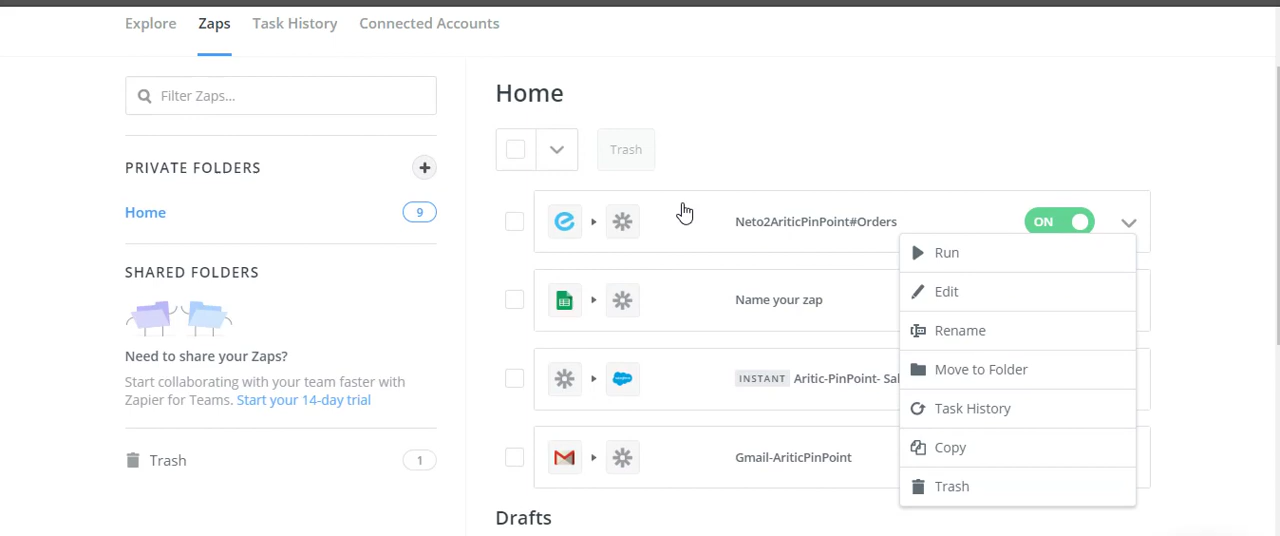 Explore Zaps Task History Connected Accounts
Filter Zaps...
PRIVATE FOLDERS
Home 9
SHARED FOLDERS
Need to share your Zaps?
Start collaborating with your team faster with
Zapier for Teams. Start your 14-day trial
Trash 1
Home
Trash
Neto2AriticPinPoint#Orders ON
Name your zap
INSTANT Aritic-PinPoint- Sal
Gmail-AriticPinPoint
Run
Edit
Rename
Move to Folder
Task History
Copy
Trash
Drafts